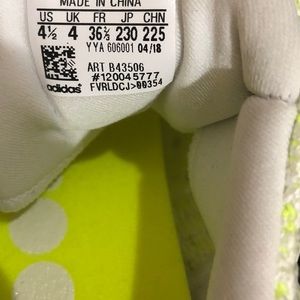 MADE IN CHINA
US UK FR JP CHN
4½ 4 36⅔ 230 225
YYA 606001 04/18
ART B43506
#120045777
adidas FVRLDCJ>00354